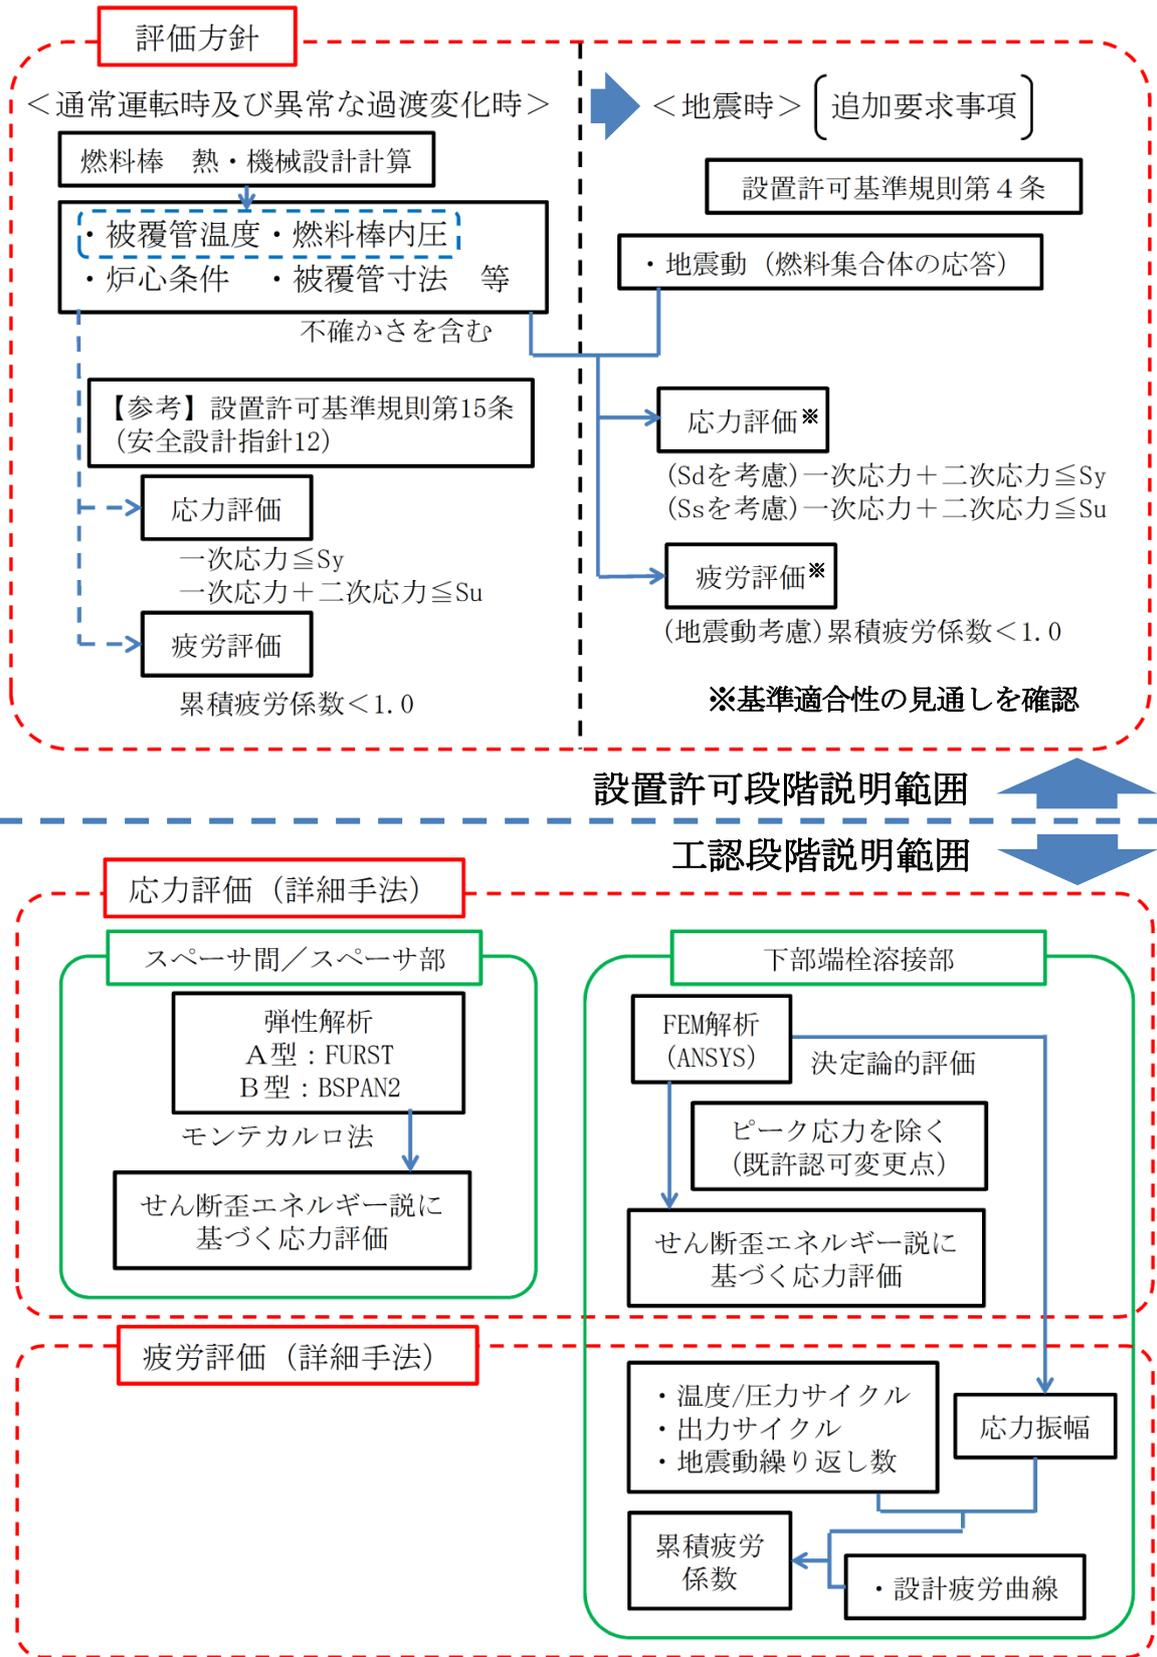 評価方針
＜通常運転時及び異常な過渡変化時＞
燃料棒　熱・機械設計計算
・被覆管温度・燃料棒内圧
・炉心条件　・被覆管寸法　等
不確かさを含む
【参考】設置許可基準規則第15条
(安全設計指針12)
応力評価
一次応力≦Sy
一次応力＋二次応力≦Su
疲労評価
累積疲労係数＜1.0
＜地震時＞〔追加要求事項〕
設置許可基準規則第４条
・地震動（燃料集合体の応答）
応力評価※
(Sdを考慮)一次応力＋二次応力≦Sy
(Ssを考慮)一次応力＋二次応力≦Su
疲労評価※
(地震動考慮)累積疲労係数＜1.0
※基準適合性の見通しを確認
設置許可段階説明範囲
工認段階説明範囲
応力評価（詳細手法）
スペーサ間／スペーサ部
弾性解析
Ａ型：FURST
Ｂ型：BSPAN2
モンテカルロ法
せん断歪エネルギー説に
基づく応力評価
下部端栓溶接部
FEM解析
(ANSYS)
決定論的評価
ピーク応力を除く
(既許認可変更点)
せん断歪エネルギー説に
基づく応力評価
疲労評価（詳細手法）
・温度/圧力サイクル
・出力サイクル
・地震動繰り返し数
応力振幅
累積疲労
係数
・設計疲労曲線